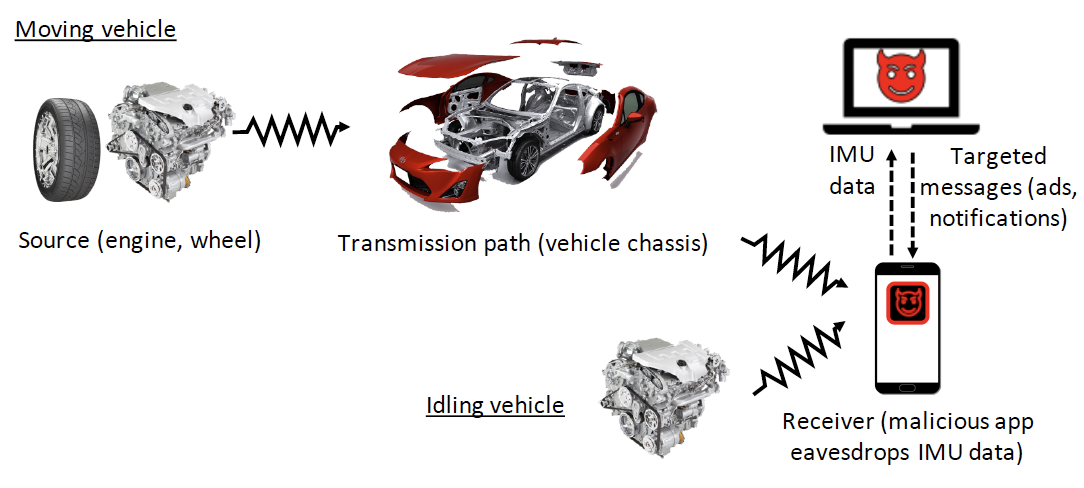 Moving vehicle
Source (engine, wheel)
Transmission path (vehicle chassis)
IMU
data
Targeted
messages (ads,
notifications)
Idling vehicle
Receiver (malicious app
eavesdrops IMU data)